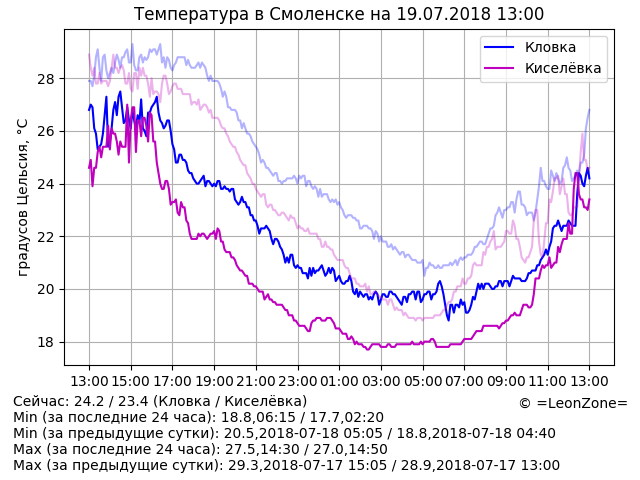 Температура в Смоленске на 19.07.2018 13:00
градусов Цельсия, °C
28
26
24
22
20
18
Кловка
Киселёвка
13:00 15:00 17:00 19:00 21:00 23:00 01:00 03:00 05:00 07:00 09:00 11:00 13:00
Сейчас: 24.2 / 23.4 (Кловка / Киселёвка)
© =LeonZone=
Min (за последние 24 часа): 18.8,06:15 / 17.7,02:20
Min (за предыдущие сутки): 20.5,2018-07-18 05:05 / 18.8,2018-07-18 04:40
Max (за последние 24 часа): 27.5,14:30 / 27.0,14:50
Max (за предыдущие сутки): 29.3,2018-07-17 15:05 / 28.9,2018-07-17 13:00